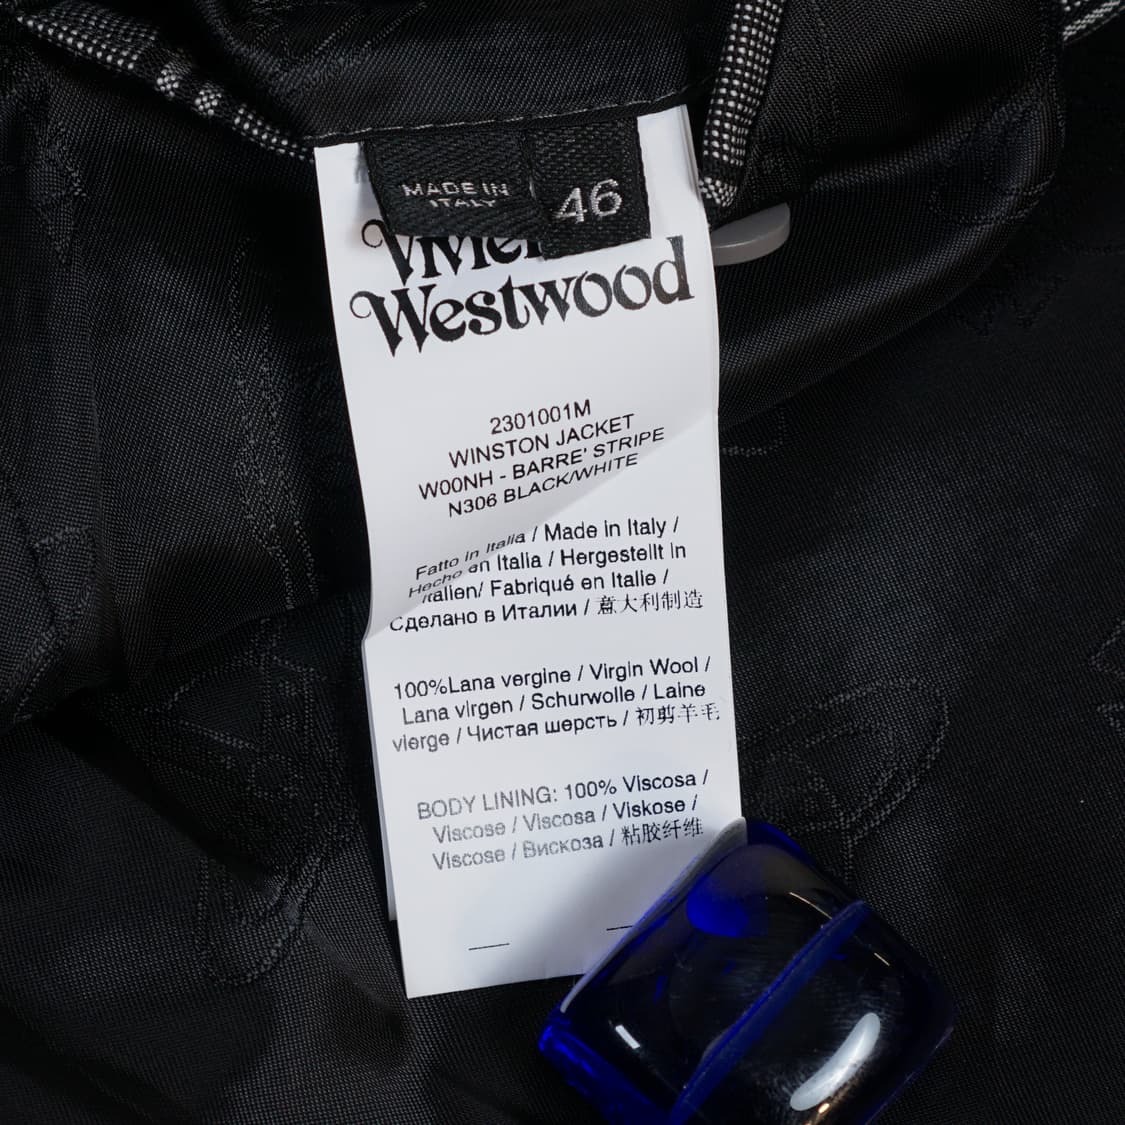 MADE IN
ITALY
46
Westwood
2301001M
WINSTON JACKET
W00NH - BARRE' STRIPE
N306 BLACK/WHITE
Fatto in Italia / Made in Italy /
Hecho en Italia / Hergestellt in
Italien/ Fabriqué en Italie /
Сделано в Италии / 意大利制造
100%Lana vergine / Virgin Wool /
Lana virgen / Schurwolle / Laine
vierge / Чистая шерсть / 初剪羊毛
BODY LINING: 100% Viscosa /
Viscose / Viscosa / Viskose /
Viscose / Вискоза / 粘胶纤维